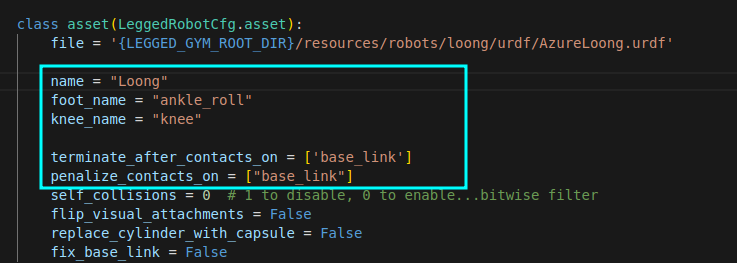 class asset(LeggedRobotCfg.asset):
file = '{LEGGED_GYM_ROOT_DIR}/resources/robots/loong/urdf/AzureLoong.urdf'
name = "Loong"
foot_name = "ankle_roll"
knee_name = "knee"
terminate_after_contacts_on = ['base_link']
penalize_contacts_on = ["base_link"]
self_collisions = 0  # 1 to disable, 0 to enable...bitwise filter
flip_visual_attachments = False
replace_cylinder_with_capsule = False
fix_base_link = False